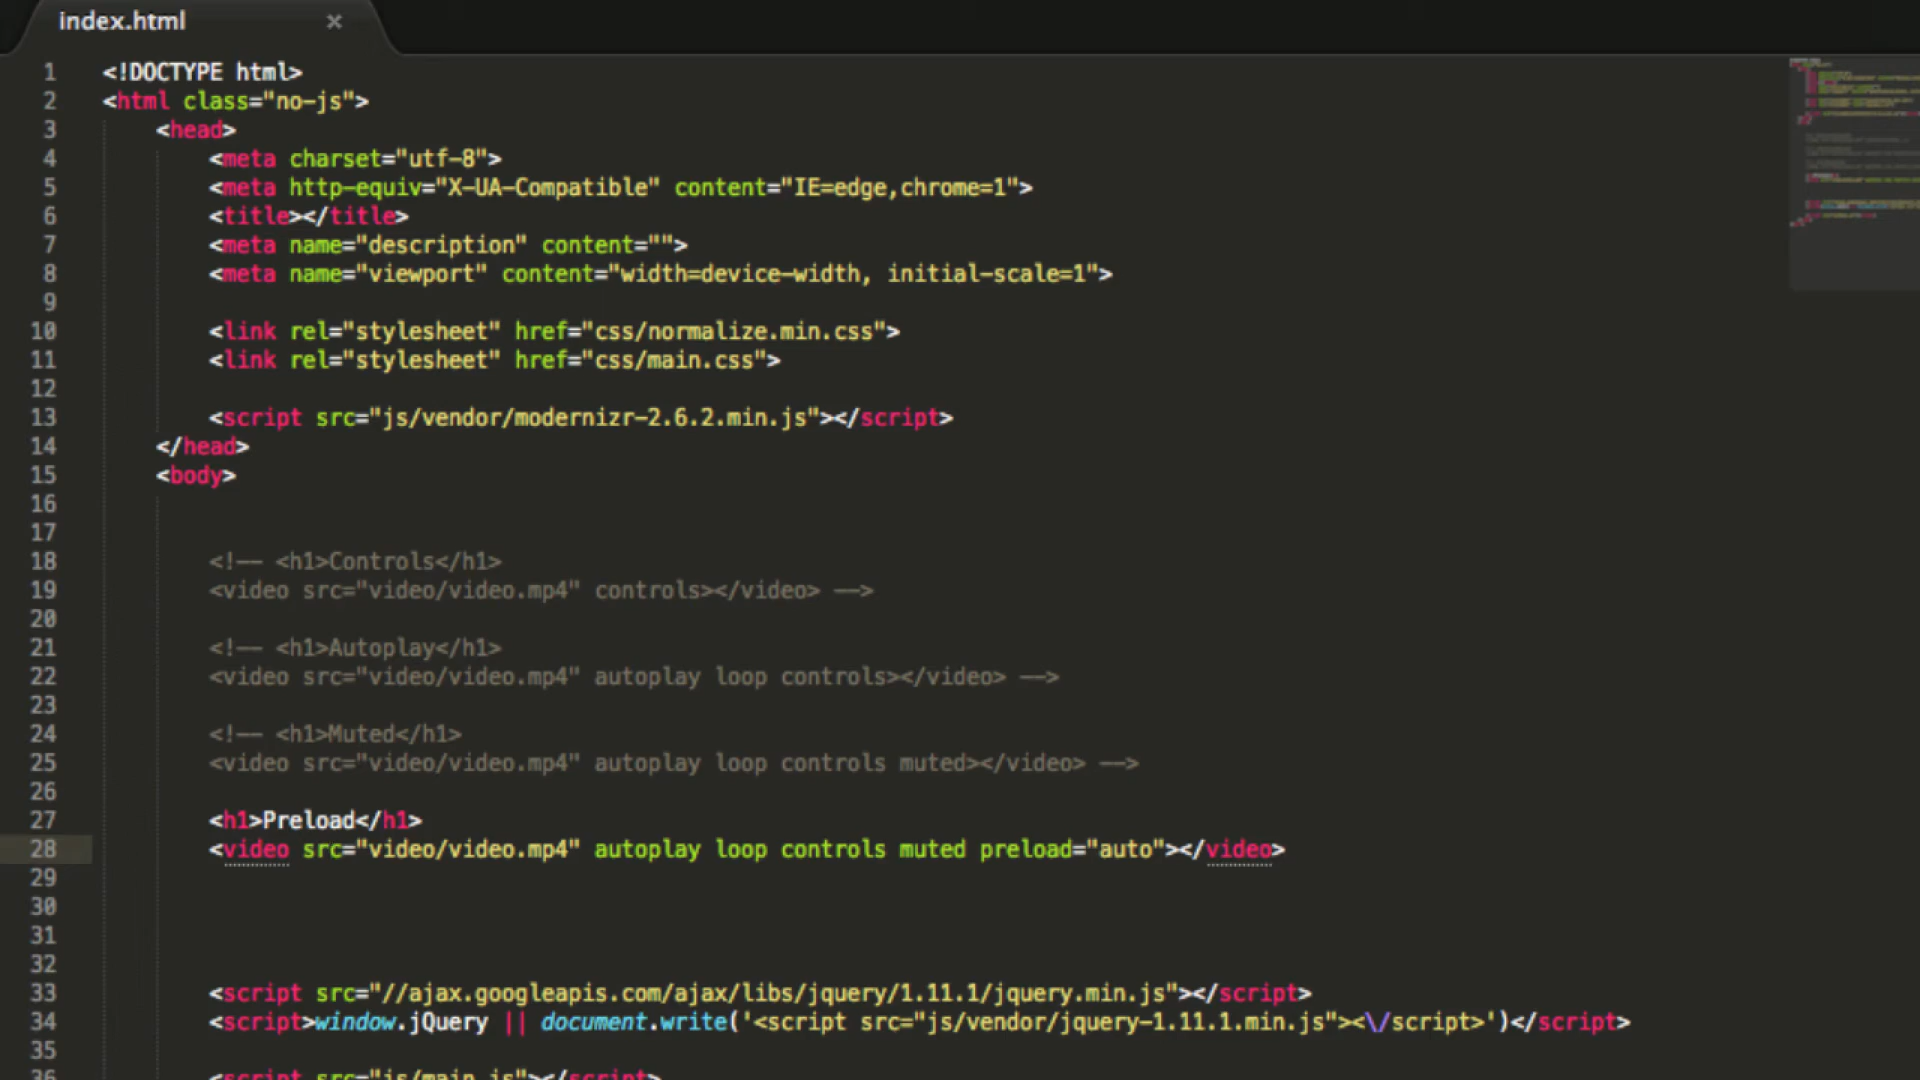 index.html ×
1 <!DOCTYPE html>
2 <html class="no-js">
3 <head>
4 <meta charset="utf-8">
5 <meta http-equiv="X-UA-Compatible" content="IE=edge,chrome=1">
6 <title></title>
7 <meta name="description" content="">
8 <meta name="viewport" content="width=device-width, initial-scale=1">
9
10 <link rel="stylesheet" href="css/normalize.min.css">
11 <link rel="stylesheet" href="css/main.css">
12
13 <script src="js/vendor/modernizr-2.6.2.min.js"></script>
14 </head>
15 <body>
16
17
18 <!-- <h1>Controls</h1>
19 <video src="video/video.mp4" controls></video> -->
20
21 <!-- <h1>Autoplay</h1>
22 <video src="video/video.mp4" autoplay loop controls></video> -->
23
24 <!-- <h1>Muted</h1>
25 <video src="video/video.mp4" autoplay loop controls muted></video> -->
26
27 <h1>Preload</h1>
28 <video src="video/video.mp4" autoplay loop controls muted preload="auto"></video>
29
30
31
32
33 <script src="//ajax.googleapis.com/ajax/libs/jquery/1.11.1/jquery.min.js"></script>
34 <script>window.jQuery || document.write('<script src="js/vendor/jquery-1.11.1.min.js"><\/script>')</script>
35
36 <script src="js/main.js"></script>